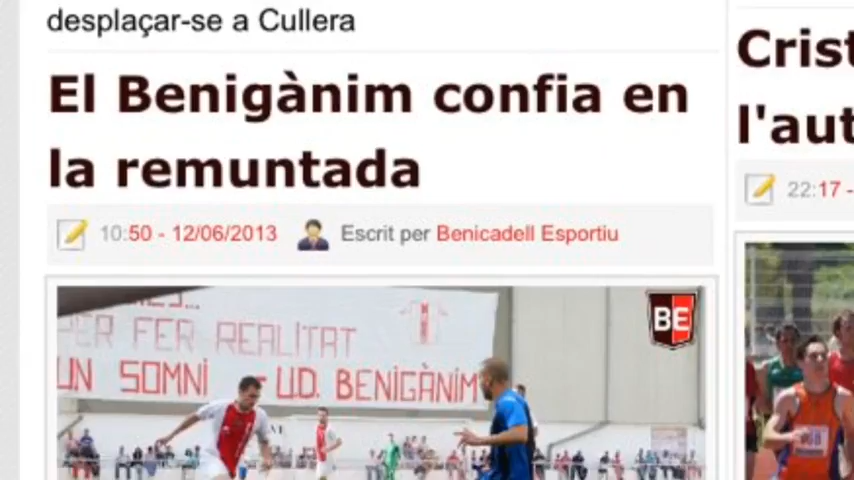 desplaçar-se a Cullera
El Benigànim confia en
la remuntada
10:50 - 12/06/2013
Escrit per Benicadell Esportiu
BE
PER FER REALITAT
UN SOMNI
U.D. BENIGÀNIM
Crist
l'aut
22:17 -